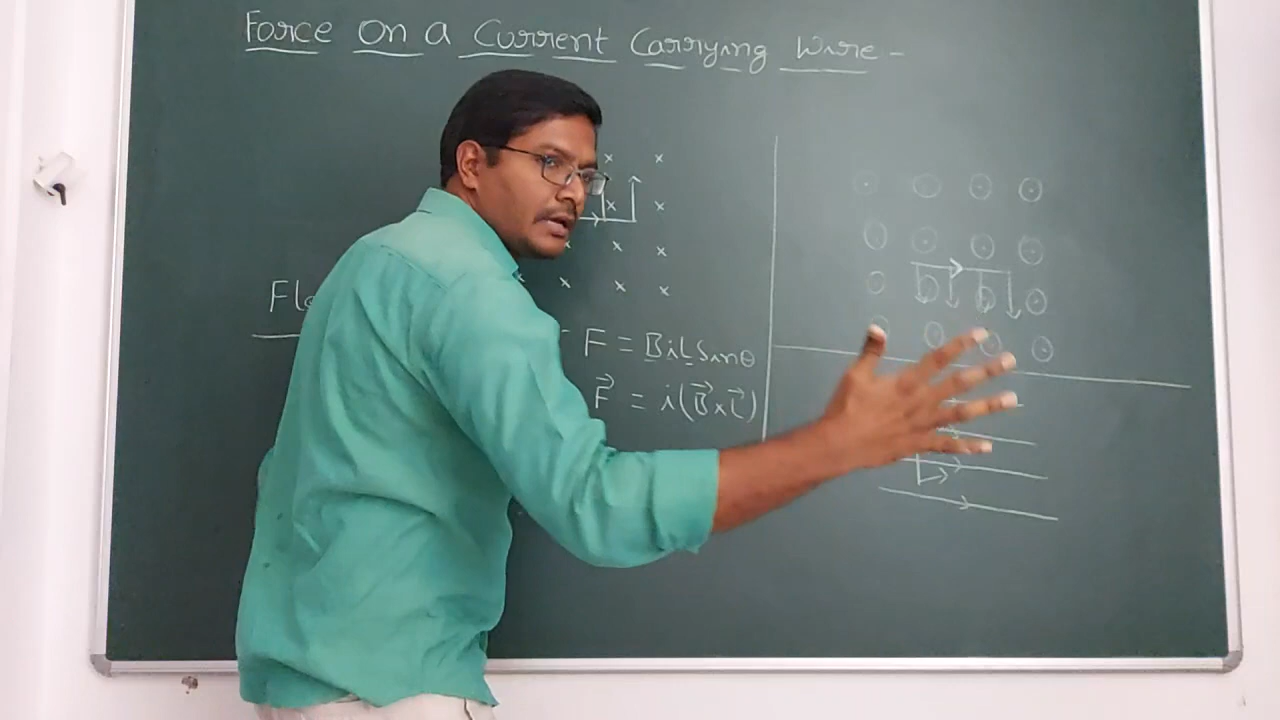 Force On a Current Carrying Wire -
F = BiLSinθ
F⃗ = i(B⃗×L⃗)